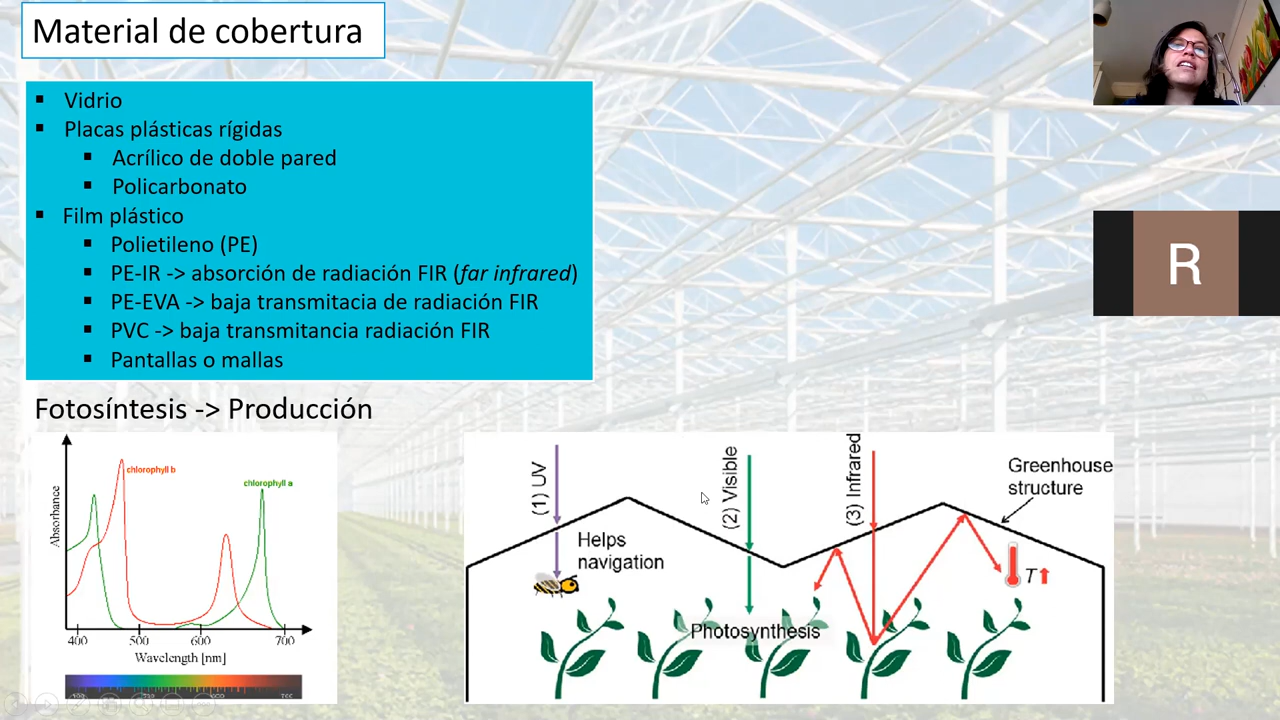 Material de cobertura
Vidrio
Placas plásticas rígidas
Acrílico de doble pared
Policarbonato
Film plástico
Polietileno (PE)
PE-IR -> absorción de radiación FIR (far infrared)
PE-EVA -> baja transmitacia de radiación FIR
PVC -> baja transmitancia radiación FIR
Pantallas o mallas
R
Fotosíntesis -> Producción
chlorophyll b
chlorophyll a
Absorbance
400 500 600 700
Wavelength [nm]
(1) UV
(2) Visible
(3) Infrared
Greenhouse
structure
Helps
navigation
T
Photosynthesis